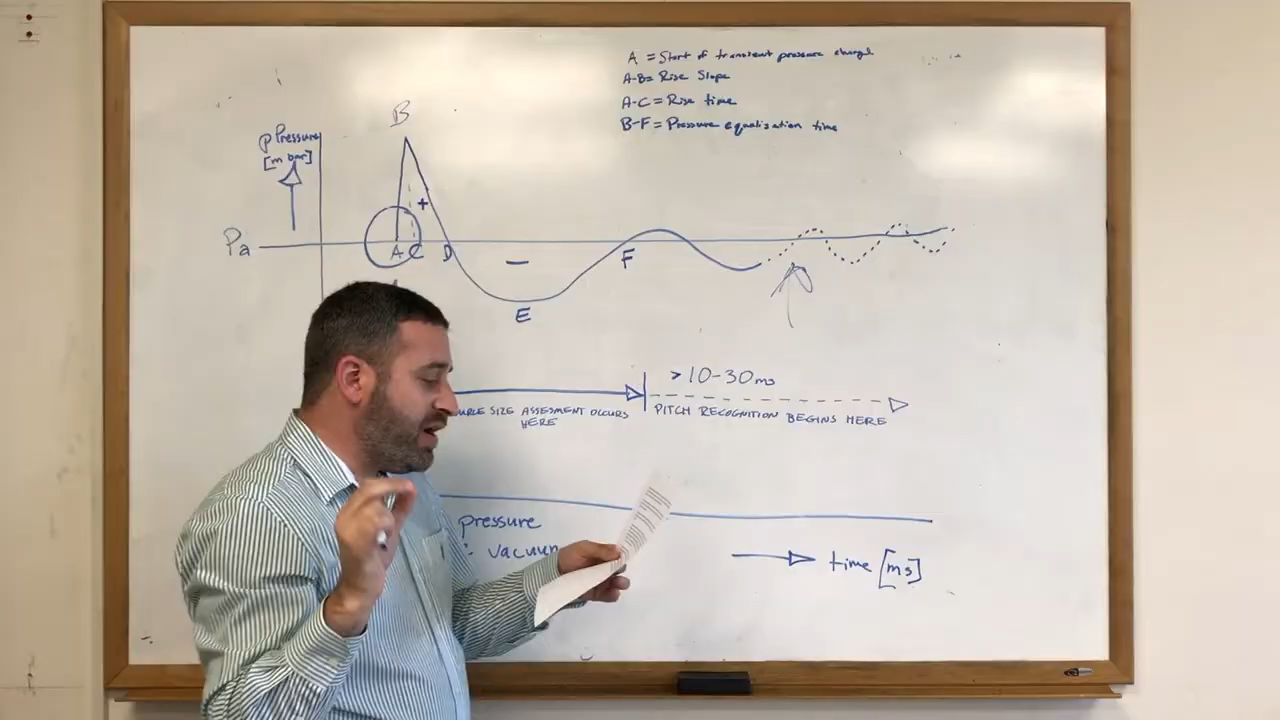 A = Start of transient pressure change
A-B = Rise Slope
A-C = Rise time
B-F = Pressure equalisation time
B
P Pressure
[m bar]
+
Pa
A C D
F
−
E
> 10-30ms
SIZE ASSESMENT OCCURS
HERE
PITCH RECOGNITION BEGINS HERE
pressure
: vacuum
time [ms]